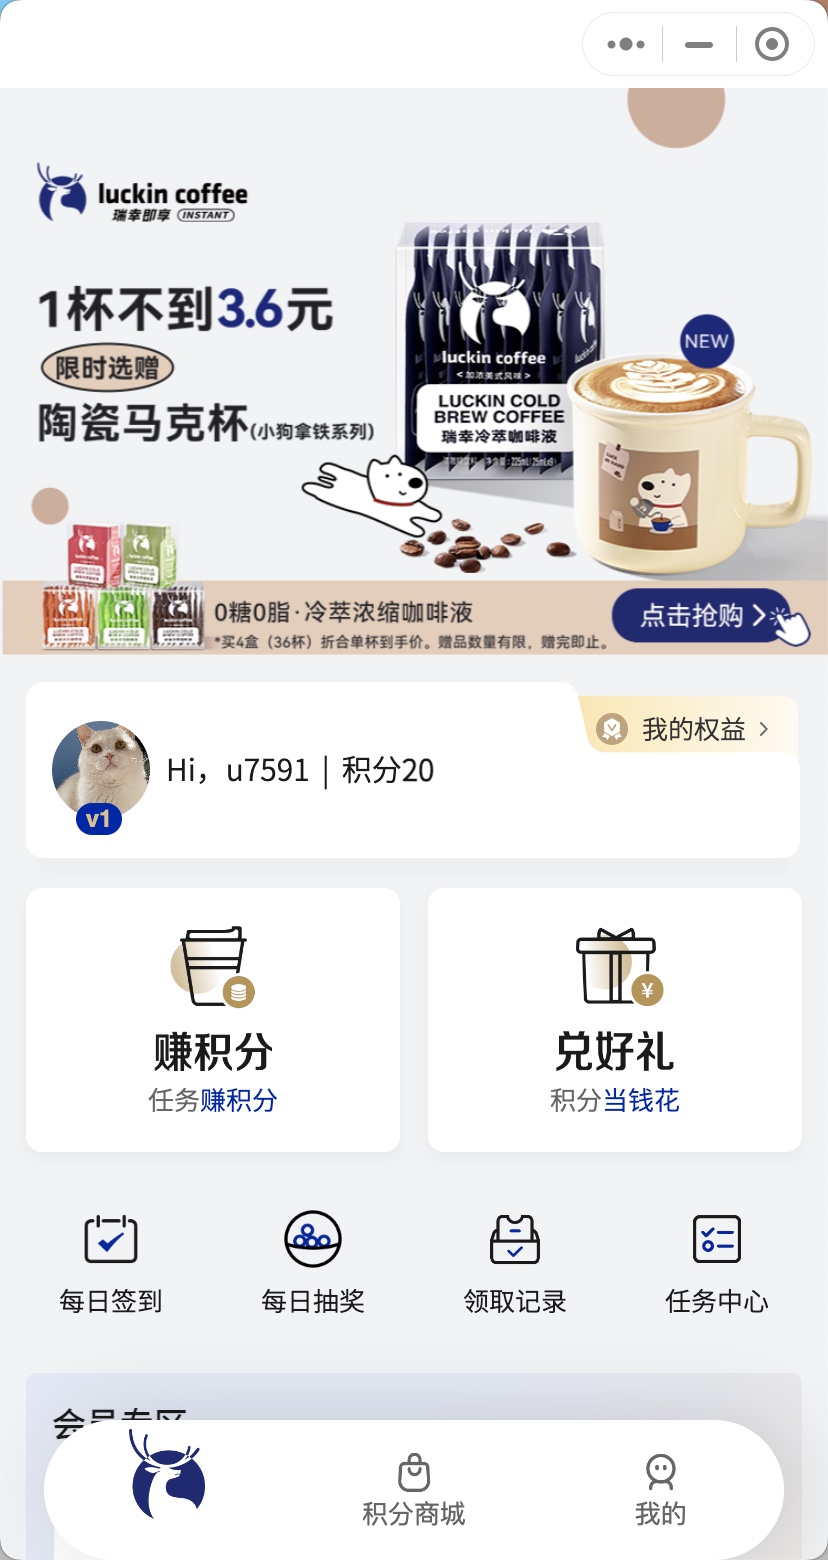 luckin coffee
瑞幸即享 INSTANT
1杯不到3.6元
限时选赠
陶瓷马克杯(小狗拿铁系列)
luckin coffee
<加浓美式风味>
LUCKIN COLD
BREW COFFEE
瑞幸冷萃咖啡液
NEW
0糖0脂·冷萃浓缩咖啡液
*买4盒（36杯）折合单杯到手价。赠品数量有限，赠完即止。
点击抢购
我的权益
Hi，u7591 | 积分20
v1
赚积分
任务赚积分
兑好礼
积分当钱花
每日签到
每日抽奖
领取记录
任务中心
会员专区
积分商城
我的